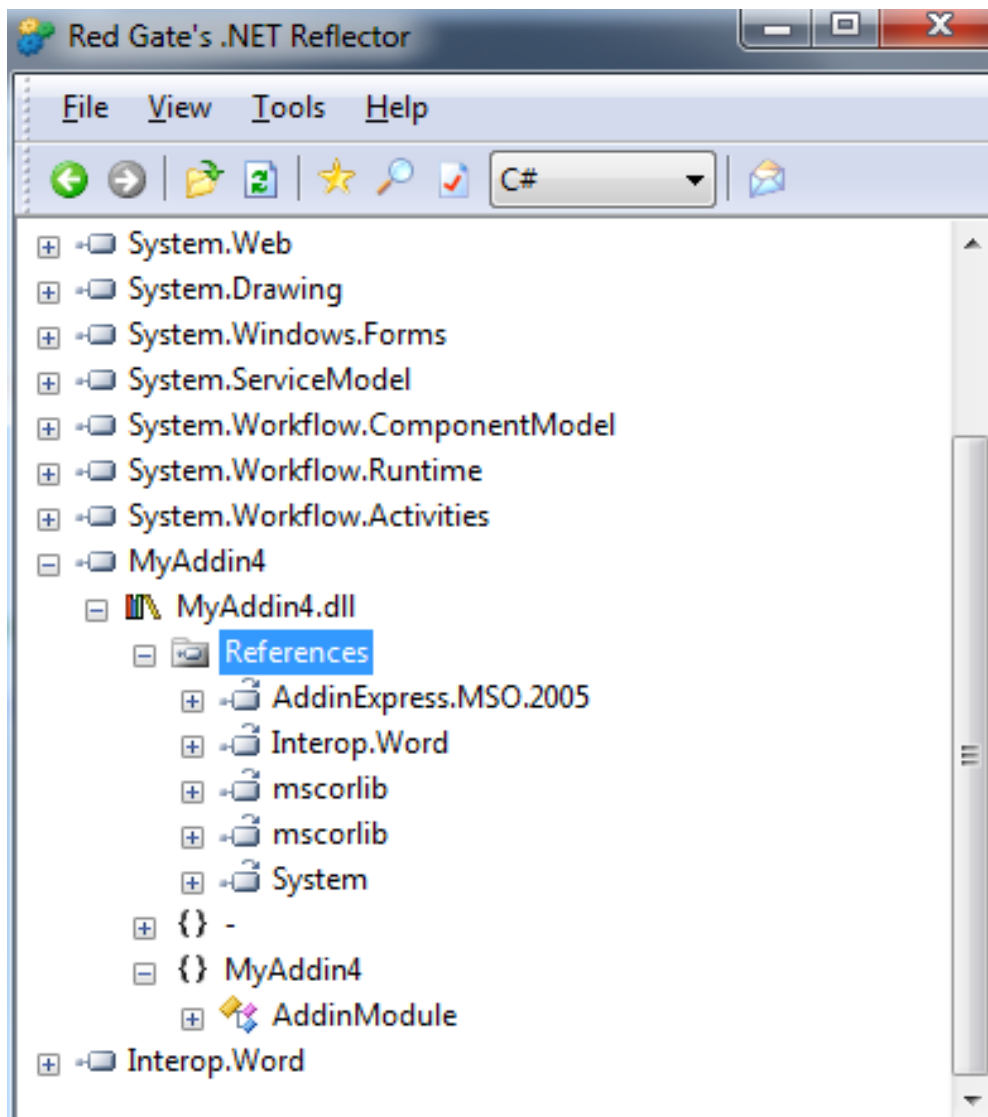 Red Gate's .NET Reflector
File View Tools Help
C#
System.Web
System.Drawing
System.Windows.Forms
System.ServiceModel
System.Workflow.ComponentModel
System.Workflow.Runtime
System.Workflow.Activities
MyAddin4
MyAddin4.dll
References
AddinExpress.MSO.2005
Interop.Word
mscorlib
mscorlib
System
{} -
{} MyAddin4
AddinModule
Interop.Word